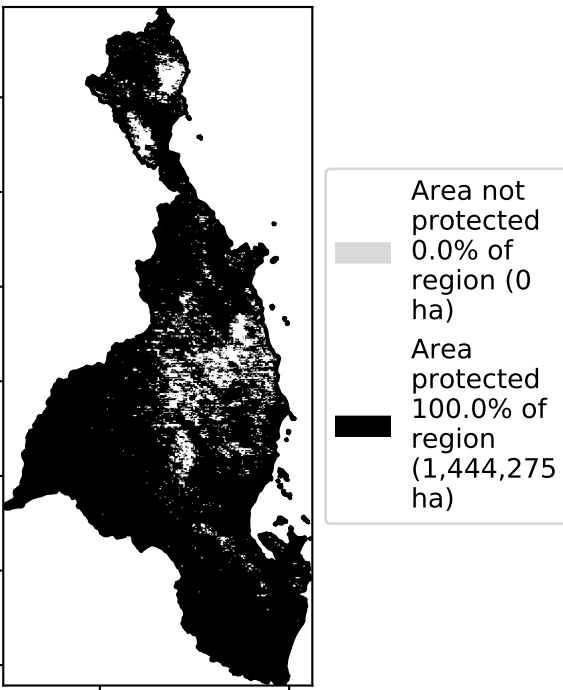 Area not
protected
0.0% of
region (0
ha)
Area
protected
100.0% of
region
(1,444,275
ha)